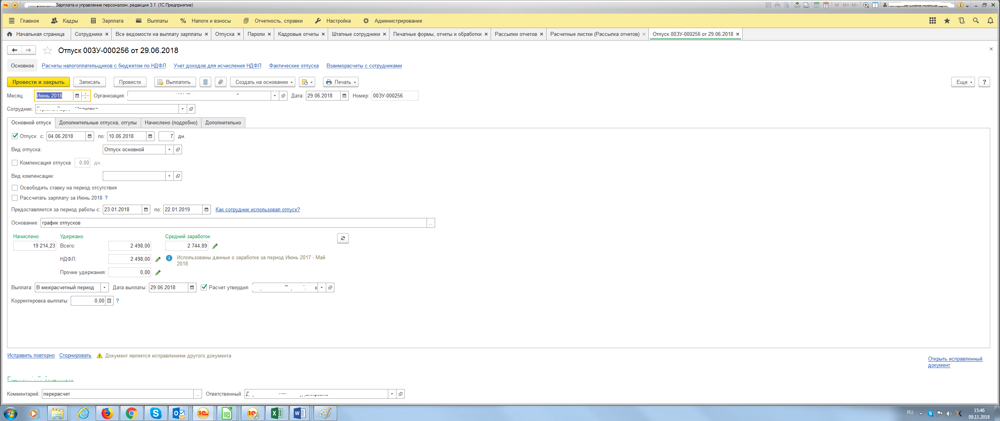 Зарплата и управление персоналом, редакция 3.1 (1С:Предприятие)
M M+ M-
Главное Кадры Зарплата Выплаты Налоги и взносы Отчетность, справки Настройка Администрирование
Начальная страница Сотрудники × Все ведомости на выплату зарплаты × Отпуска × Пароли × Кадровые отчеты × Штатные сотрудники × Печатные формы, отчеты и обработки × Рассылки отчетов × Расчетные листки (Рассылка отчетов) × Отпуск 00ЗУ-000256 от 29.06.2018 ×
Отпуск 00ЗУ-000256 от 29.06.2018
Основное Расчеты налогоплательщиков с бюджетом по НДФЛ Учет доходов для исчисления НДФЛ Фактические отпуска Взаиморасчеты с сотрудниками
Провести и закрыть Записать Провести Выплатить Создать на основании Печать Еще ?
Месяц: Июнь 2018 Организация: " Дата: 29.06.2018 Номер: 00ЗУ-000256
Сотрудник:
Основной отпуск Дополнительные отпуска, отгулы Начислено (подробно) Дополнительно
Отпуск с: 04.06.2018 по: 10.06.2018 7 дн.
Вид отпуска: Отпуск основной
Компенсация отпуска 0,00 дн.
Вид компенсации:
Освободить ставку на период отсутствия
Рассчитать зарплату за Июнь 2018 ?
Предоставляется за период работы с: 23.01.2018 по: 22.01.2019 Как сотрудник использовал отпуск?
Основание: график отпусков ...
Начислено Удержано Средний заработок
19 214,23 Всего: 2 498,00 2 744,89
НДФЛ: 2 498,00 Использованы данные о заработке за период Июнь 2017 - Май
2018
Прочие удержания: 0,00
Выплата: В межрасчетный период Дата выплаты: 29.06.2018 Расчет утвердил
Корректировка выплаты: 0,00 ?
Исправить повторно Сторнировать Документ является исправлением другого документа
Открыть исправленный
документ
Комментарий: перерасчет ... Ответственный:
RU 15:46
09.11.2018